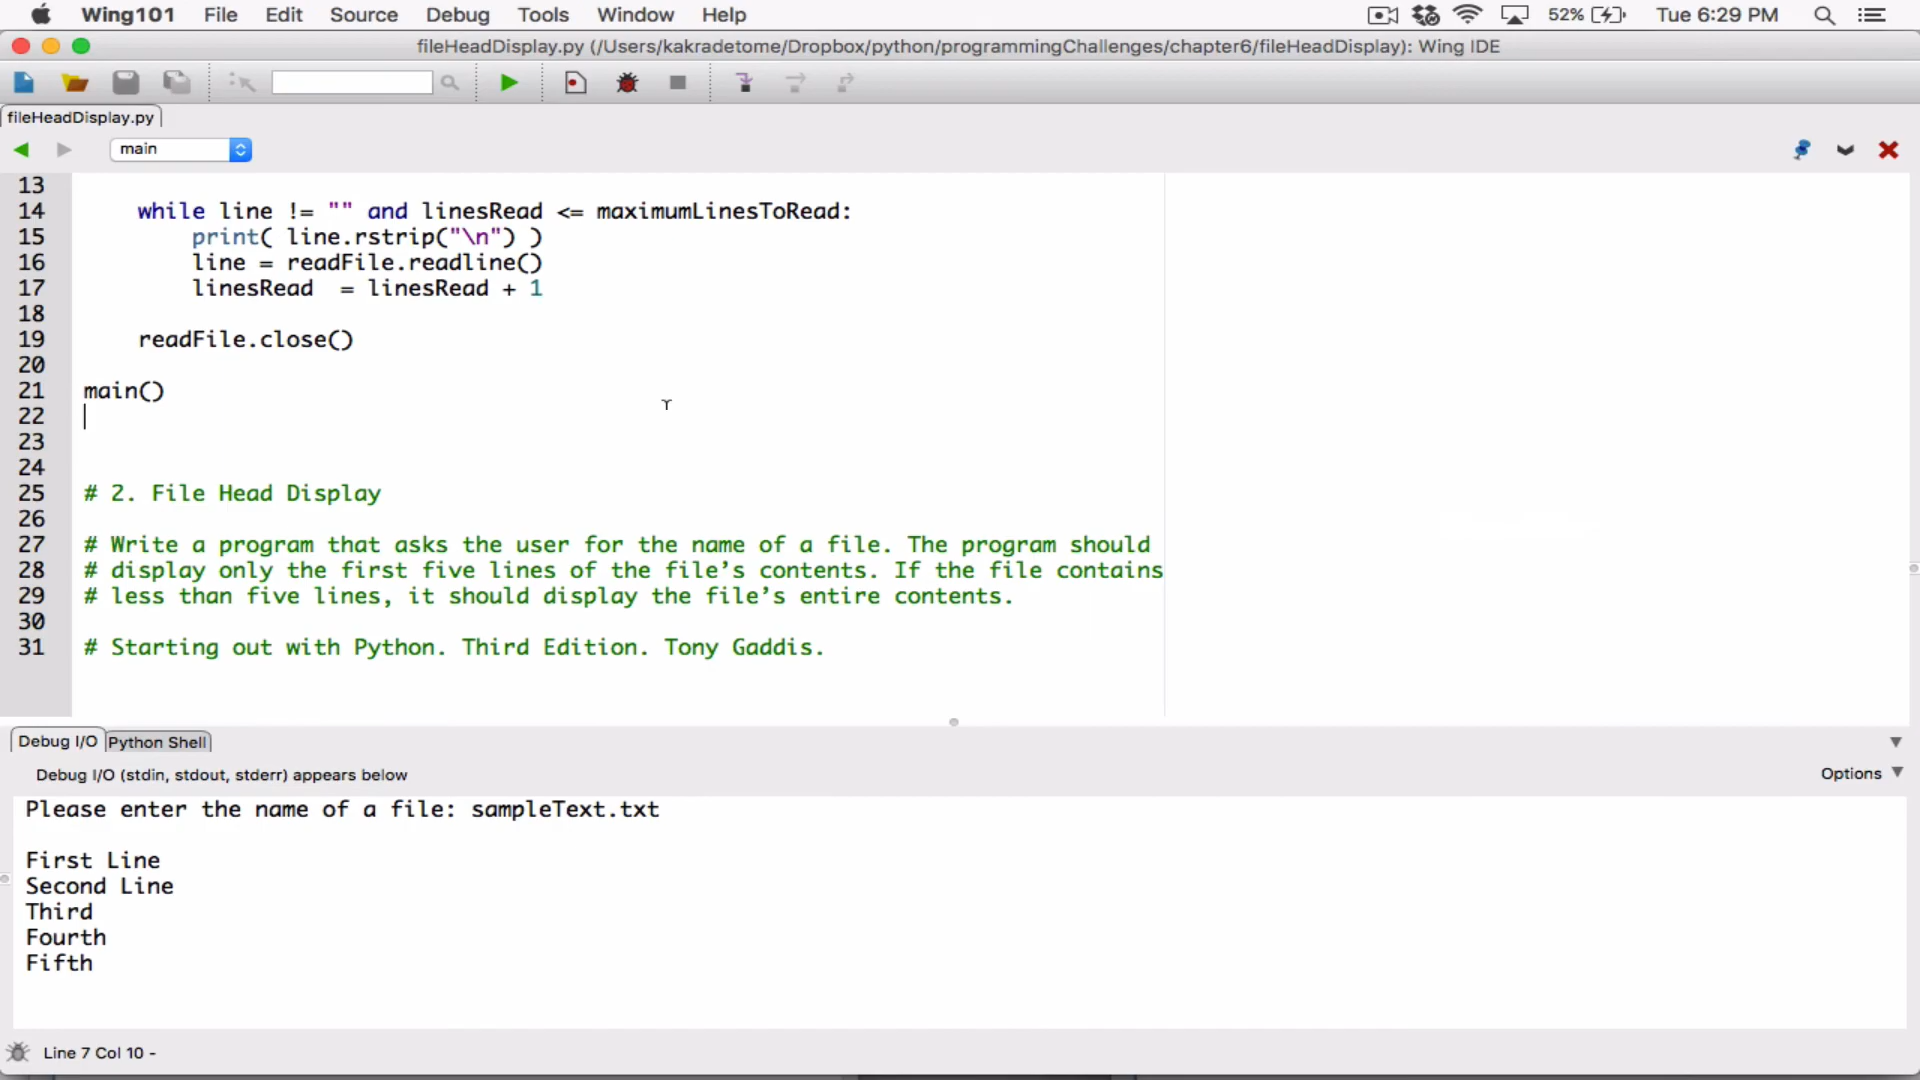 Wing101 File Edit Source Debug Tools Window Help 52% Tue 6:29 PM
fileHeadDisplay.py (/Users/kakradetome/Dropbox/python/programmingChallenges/chapter6/fileHeadDisplay): Wing IDE
fileHeadDisplay.py
main
13
14 while line != "" and linesRead <= maximumLinesToRead:
15 print( line.rstrip("\n") )
16 line = readFile.readline()
17 linesRead  = linesRead + 1
18
19 readFile.close()
20
21 main()
22
23
24
25 # 2. File Head Display
26
27 # Write a program that asks the user for the name of a file. The program should
28 # display only the first five lines of the file’s contents. If the file contains
29 # less than five lines, it should display the file’s entire contents.
30
31 # Starting out with Python. Third Edition. Tony Gaddis.
Debug I/O Python Shell
Debug I/O (stdin, stdout, stderr) appears below Options
Please enter the name of a file: sampleText.txt
First Line
Second Line
Third
Fourth
Fifth
Line 7 Col 10 -